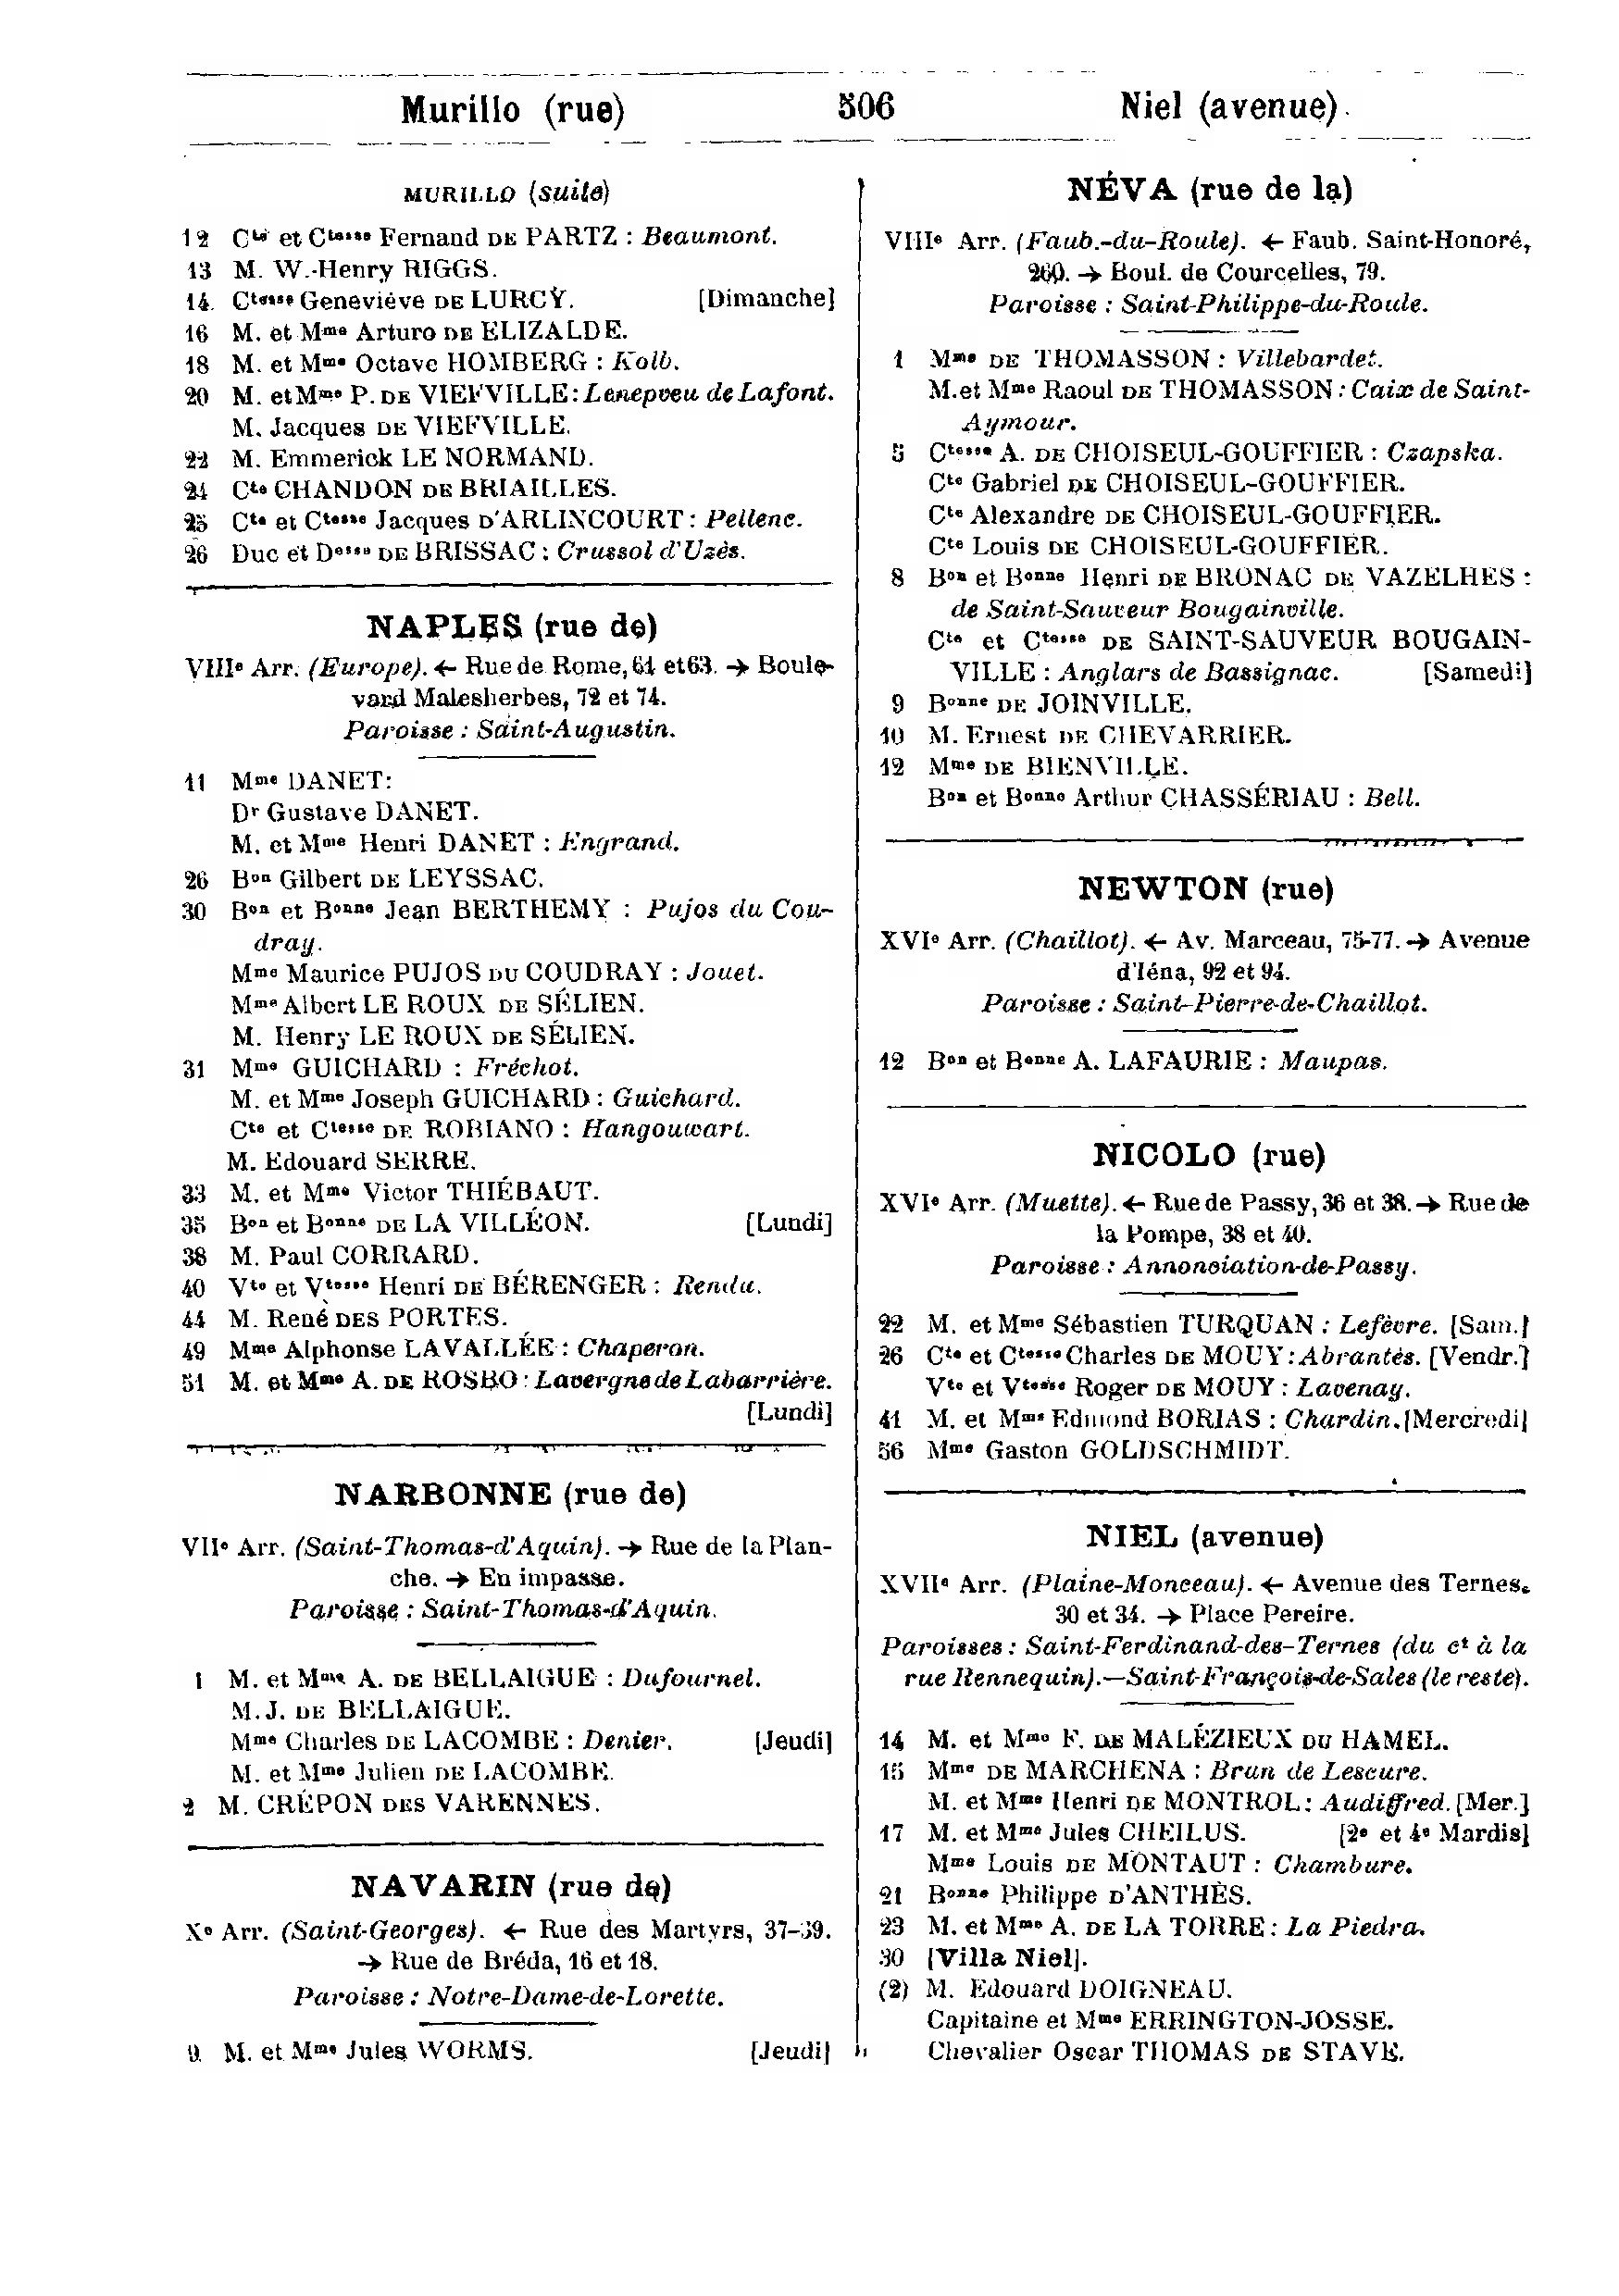 Murillo (rue) 506 Niel (avenue).
MURILLO (suite)
12 Cte et Ctesse Fernand DE PARTZ : Beaumont.
13 M. W.-Henry RIGGS.
14. Ctesse Geneviève DE LURCY. [Dimanche]
16 M. et Mme Arturo DE ELIZALDE.
18 M. et Mme Octave HOMBERG : Kolb.
20 M. et Mme P. DE VIEFVILLE : Lenepveu de Lafont.
M. Jacques DE VIEFVILLE.
22 M. Emmerick LE NORMAND.
24 Cte CHANDON DE BRIAILLES.
25 Cte et Ctesse Jacques D'ARLINCOURT : Pellenc.
26 Duc et Desse DE BRISSAC : Crussol d'Uzès.
NAPLES (rue de)
VIIIe Arr. (Europe). ← Rue de Rome, 61 et 63. → Boule-
vard Malesherbes, 72 et 74.
Paroisse : Saint-Augustin.
11 Mme DANET:
Dr Gustave DANET.
M. et Mme Henri DANET : Engrand.
26 Bon Gilbert DE LEYSSAC.
30 Bon et Bonne Jean BERTHEMY : Pujos du Cou-
dray.
Mme Maurice PUJOS DU COUDRAY : Jouet.
Mme Albert LE ROUX DE SÉLIEN.
M. Henry LE ROUX DE SÉLIEN.
31 Mme GUICHARD : Fréchot.
M. et Mme Joseph GUICHARD : Guichard.
Cte et Ctesse DE ROBIANO : Hangouwart.
M. Edouard SERRE.
33 M. et Mme Victor THIÉBAUT.
35 Bon et Bonne DE LA VILLÉON. [Lundi]
38 M. Paul CORRARD.
40 Vte et Vtesse Henri DE BÉRENGER : Rendu.
44 M. René DES PORTES.
49 Mme Alphonse LAVALLÉE : Chaperon.
51 M. et Mme A. DE ROSBO : Lavergne de Labarrière.
[Lundi]
NARBONNE (rue de)
VIIe Arr. (Saint-Thomas-d'Aquin). → Rue de la Plan-
che. → En impasse.
Paroisse : Saint-Thomas-d'Aquin.
1 M. et Mme A. DE BELLAIGUE : Dufournel.
M. J. DE BELLAIGUE.
Mme Charles DE LACOMBE : Denier. [Jeudi]
M. et Mme Julien DE LACOMBE.
2 M. CRÉPON DES VARENNES.
NAVARIN (rue de)
Xe Arr. (Saint-Georges). ← Rue des Martyrs, 37-39.
→ Rue de Bréda, 16 et 18.
Paroisse : Notre-Dame-de-Lorette.
9. M. et Mme Jules WORMS. [Jeudi]
NÉVA (rue de la)
VIIIe Arr. (Faub.-du-Roule). ← Faub. Saint-Honoré,
260. → Boul. de Courcelles, 79.
Paroisse : Saint-Philippe-du-Roule.
1 Mme DE THOMASSON : Villebardet.
M. et Mme Raoul DE THOMASSON : Caix de Saint-
Aymour.
5 Ctesse A. DE CHOISEUL-GOUFFIER : Czapska.
Cte Gabriel DE CHOISEUL-GOUFFIER.
Cte Alexandre DE CHOISEUL-GOUFFIER.
Cte Louis DE CHOISEUL-GOUFFIER.
8 Bon et Bonne Henri DE BRONAC DE VAZELHES :
de Saint-Sauveur Bougainville.
Cte et Ctesse DE SAINT-SAUVEUR BOUGAIN-
VILLE : Anglars de Bassignac. [Samedi]
9 Bonne DE JOINVILLE.
10 M. Ernest DE CHEVARRIER.
12 Mme DE BIENVILLE.
Bon et Bonne Arthur CHASSÉRIAU : Bell.
NEWTON (rue)
XVIe Arr. (Chaillot). ← Av. Marceau, 75-77. → Avenue
d'Iéna, 92 et 94.
Paroisse : Saint-Pierre-de-Chaillot.
12 Bon et Bonne A. LAFAURIE : Maupas.
NICOLO (rue)
XVIe Arr. (Muette). ← Rue de Passy, 36 et 38. → Rue de
la Pompe, 38 et 40.
Paroisse : Annonciation-de-Passy.
22 M. et Mme Sébastien TURQUAN : Lefèvre. [Sam.]
26 Cte et Ctesse Charles DE MOUY : Abrantès. [Vendr.]
Vte et Vtesse Roger DE MOUY : Lavenay.
41 M. et Mme Edmond BORIAS : Chardin. [Mercredi]
56 Mme Gaston GOLDSCHMIDT.
NIEL (avenue)
XVIIe Arr. (Plaine-Monceau). ← Avenue des Ternes,
30 et 34. → Place Pereire.
Paroisses : Saint-Ferdinand-des-Ternes (du ct à la
rue Rennequin).—Saint-François-de-Sales (le reste).
14 M. et Mme F. DE MALÉZIEUX DU HAMEL.
15 Mme DE MARCHENA : Brun de Lescure.
M. et Mme Henri DE MONTROL : Audiffred. [Mer.]
17 M. et Mme Jules CHEILUS. [2e et 4e Mardis]
Mme Louis DE MONTAUT : Chambure.
21 Bonne Philippe D'ANTHÈS.
23 M. et Mme A. DE LA TORRE : La Piedra.
30 [Villa Niel].
(2) M. Edouard DOIGNEAU.
Capitaine et Mme ERRINGTON-JOSSE.
Chevalier Oscar THOMAS DE STAVE.